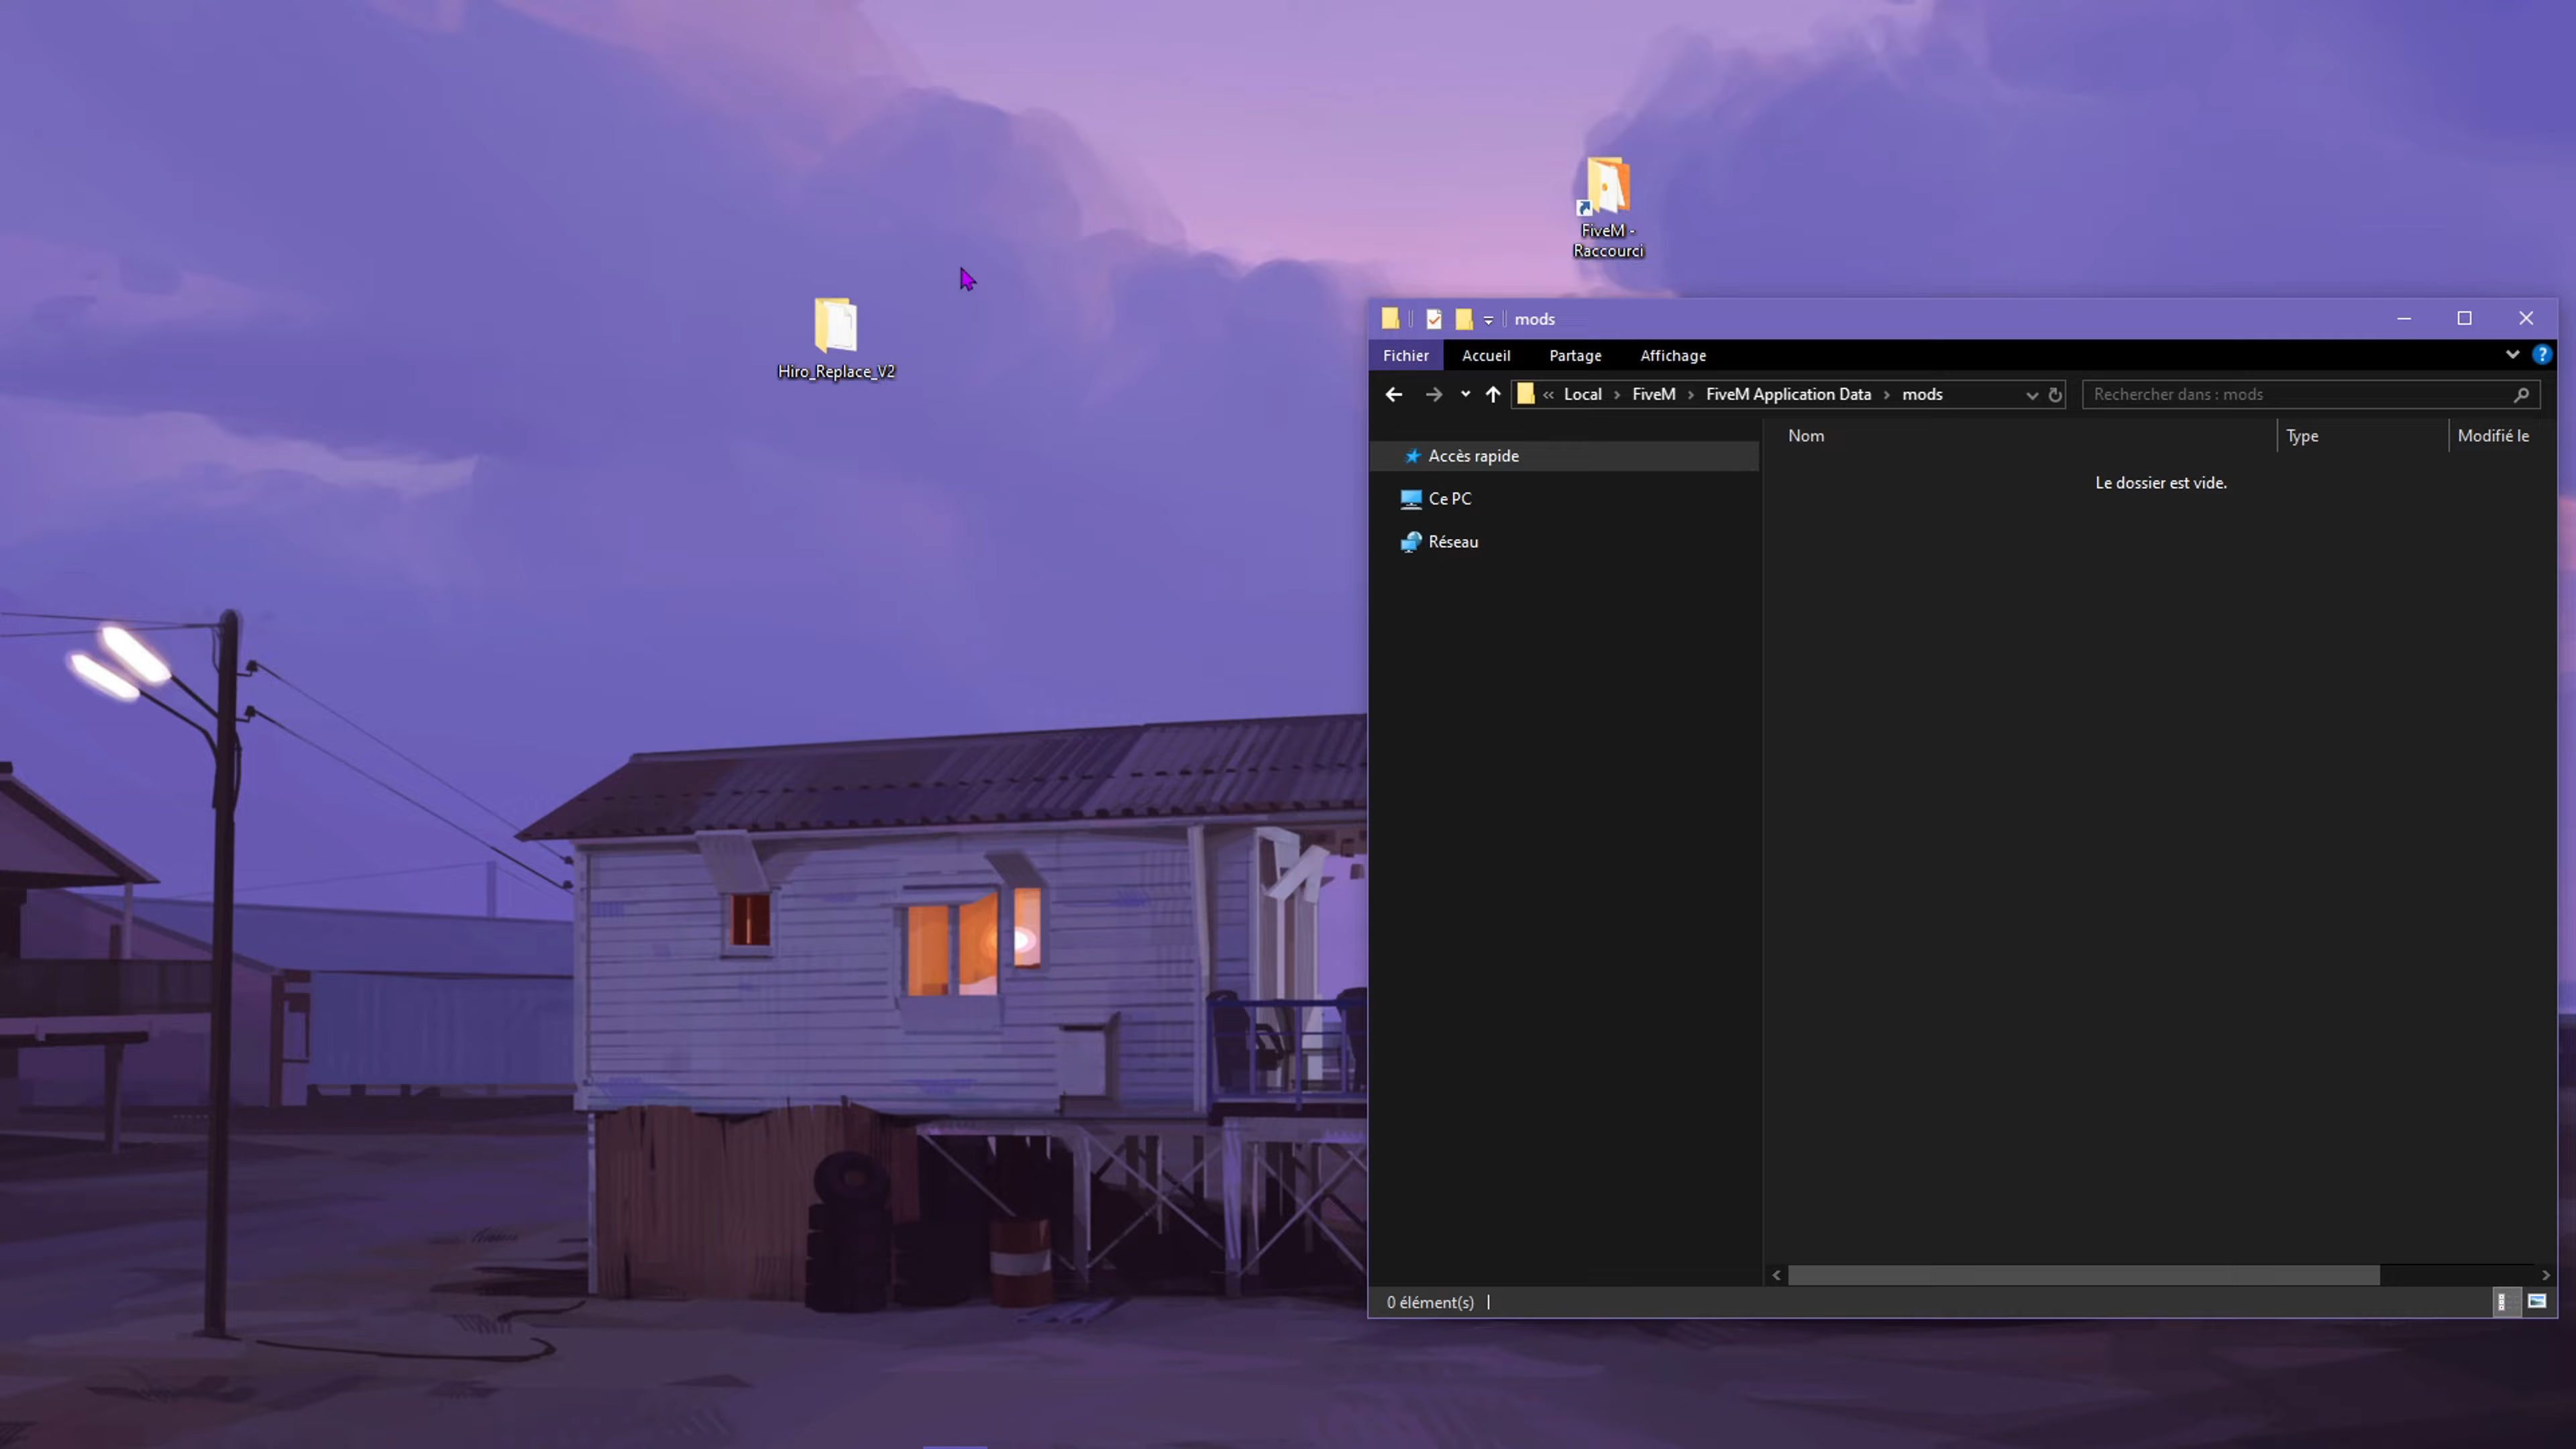 FiveM -
Raccourci
Hiro_Replace_V2
mods
Fichier Accueil Partage Affichage
« Local › FiveM › FiveM Application Data › mods
Rechercher dans : mods
Accès rapide
Ce PC
Réseau
Nom Type Modifié le
Le dossier est vide.
0 élément(s)